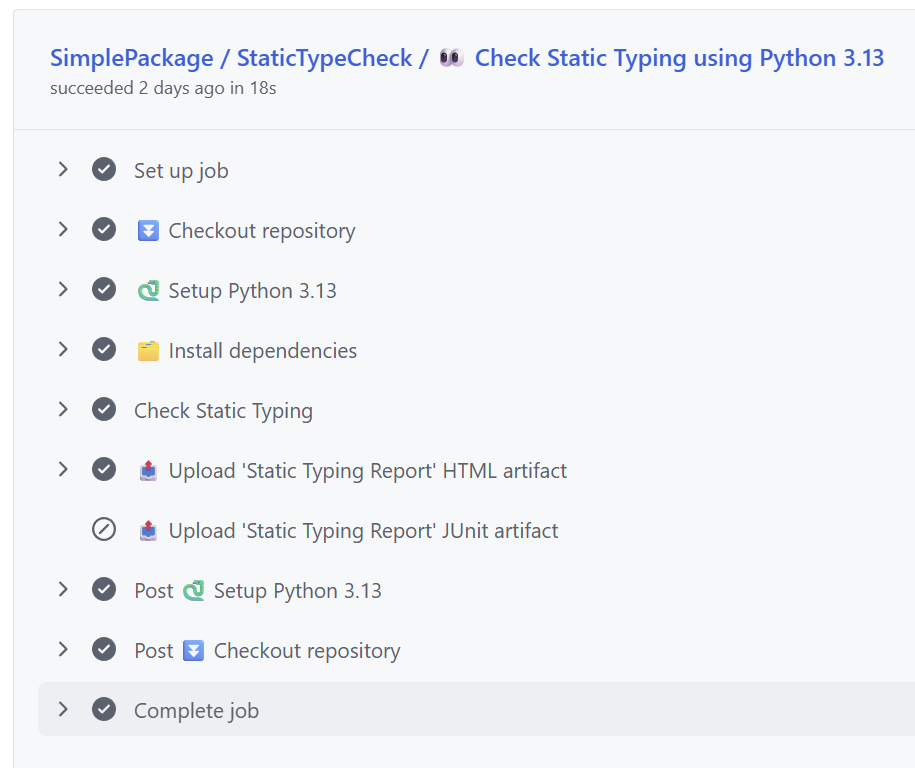 SimplePackage / StaticTypeCheck / 👀 Check Static Typing using Python 3.13
succeeded 2 days ago in 18s
Set up job
⏬ Checkout repository
🐍 Setup Python 3.13
🗂 Install dependencies
Check Static Typing
📤 Upload 'Static Typing Report' HTML artifact
📤 Upload 'Static Typing Report' JUnit artifact
Post 🐍 Setup Python 3.13
Post ⏬ Checkout repository
Complete job